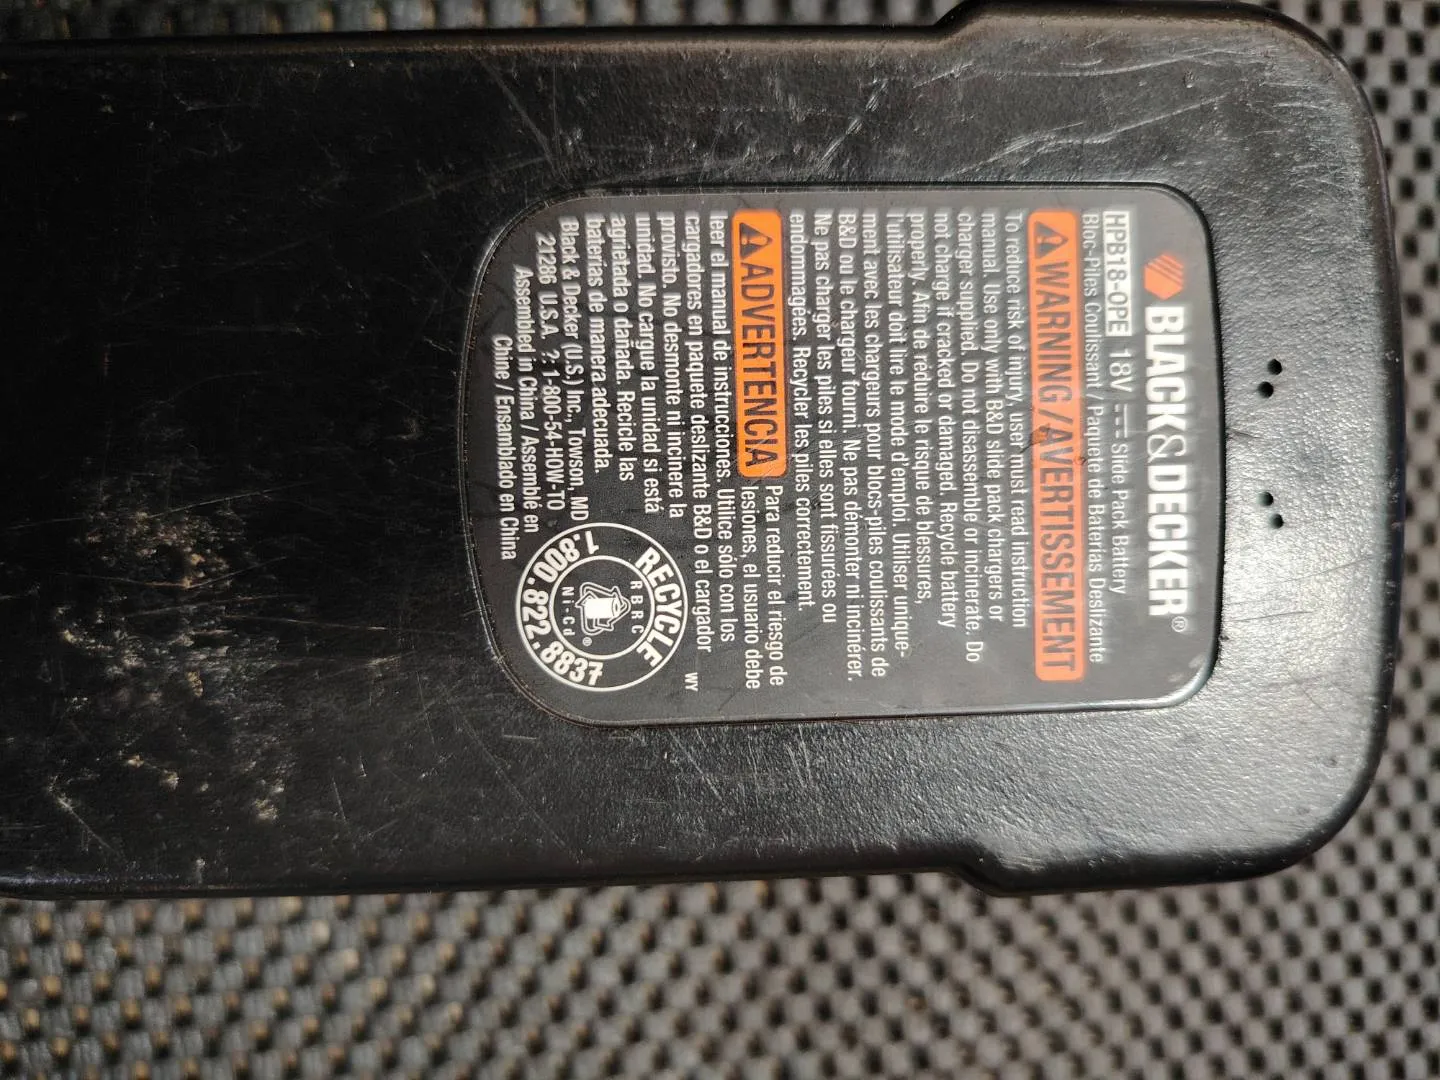 BLACK&DECKER®
HPB18-OPE 18V ⎓ Slide Pack Battery
Bloc-Piles Coulissant / Paquete de Baterías Deslizante
⚠WARNING/AVERTISSEMENT
To reduce risk of injury, user must read instruction
manual. Use only with B&D slide pack chargers or
charger supplied. Do not disassemble or incinerate. Do
not charge if cracked or damaged. Recycle battery
properly. Afin de réduire le risque de blessures,
l'utilisateur doit lire le mode d'emploi. Utiliser unique-
ment avec les chargeurs pour blocs-piles coulissants de
B&D ou le chargeur fourni. Ne pas démonter ni incinérer.
Ne pas charger les piles si elles sont fissurées ou
endommagées. Recycler les piles correctement.
⚠ADVERTENCIA Para reducir el riesgo de
lesiones, el usuario debe
leer el manual de instrucciones. Utilice sólo con los
cargadores en paquete deslizante B&D o el cargador
provisto. No desmonte ni incinere la
unidad. No cargue la unidad si está
agrietada o dañada. Recicle las
baterías de manera adecuada.
Black & Decker (U.S.) Inc., Towson, MD
21286 U.S.A. ?: 1-800-54-HOW-TO
Assembled in China / Assemblé en
Chine / Ensamblado en China
WY
RECYCLE
RBRC
Ni-Cd
®
1.800.822.8837